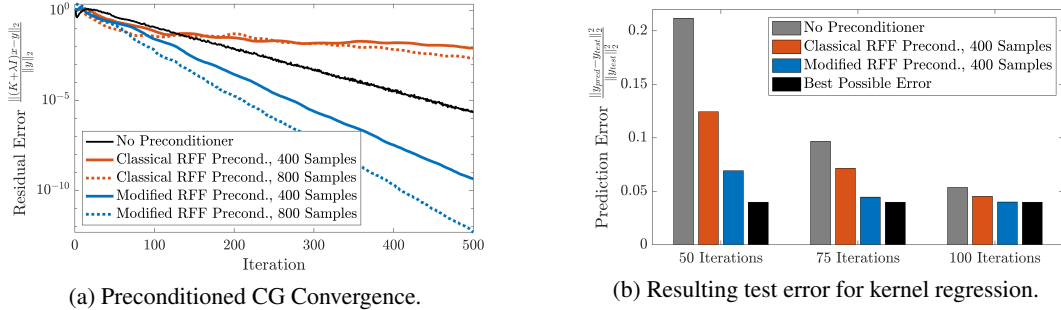 10^0
10^-5
10^-10
Residual Error ||(K+λI)x−y||_2 / ||y||_2
No Preconditioner
Classical RFF Precond., 400 Samples
Classical RFF Precond., 800 Samples
Modified RFF Precond., 400 Samples
Modified RFF Precond., 800 Samples
0 100 200 300 400 500
Iteration
(a) Preconditioned CG Convergence.
Prediction Error ||y_pred−y_test||_2^2 / ||y_test||_2^2
0.2
0.15
0.1
0.05
0
No Preconditioner
Classical RFF Precond., 400 Samples
Modified RFF Precond., 400 Samples
Best Possible Error
50 Iterations 75 Iterations 100 Iterations
(b) Resulting test error for kernel regression.